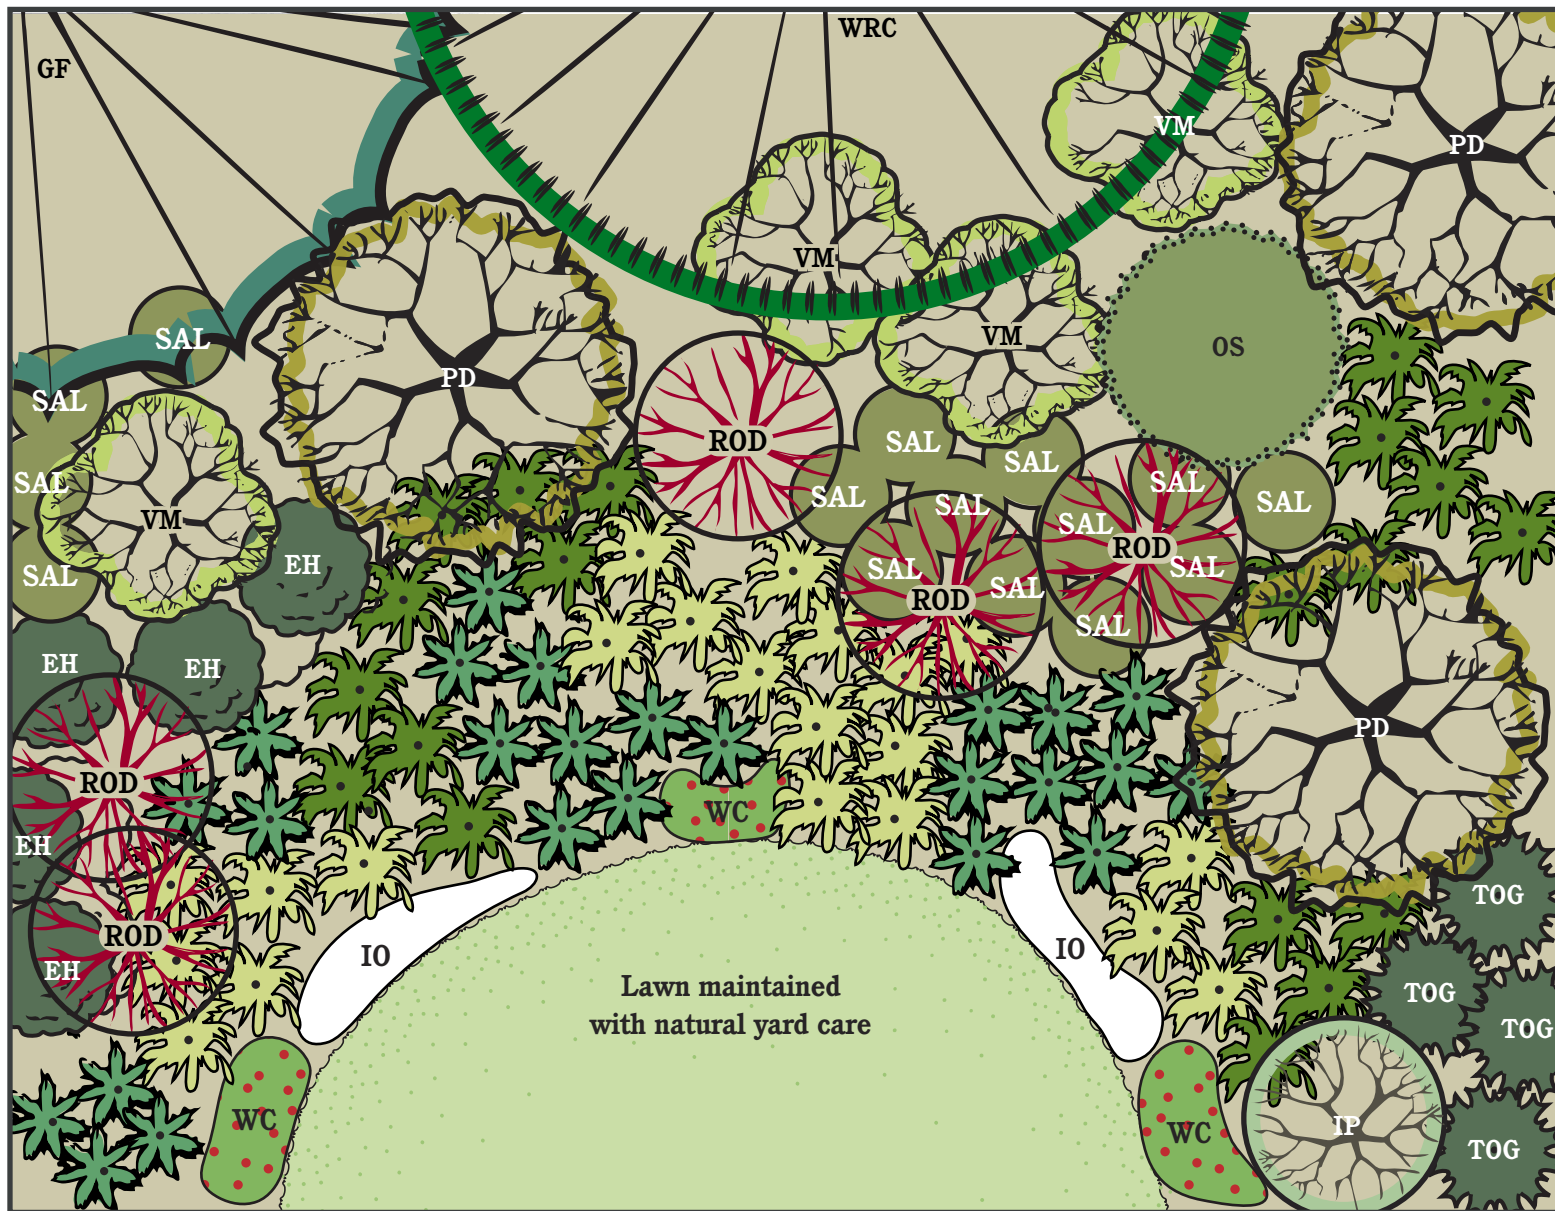 GF
WRC
VM
PD
VM
VM
SAL
OS
PD
SAL
ROD
SAL
SAL
SAL
SAL
SAL
SAL
SAL
VM
SAL
ROD
SAL
EH
SAL
SAL
SAL
ROD
SAL
EH
EH
PD
ROD
WC
EH
TOG
ROD
IO
IO
EH
Lawn maintained
with natural yard care
TOG
TOG
WC
WC
IP
TOG